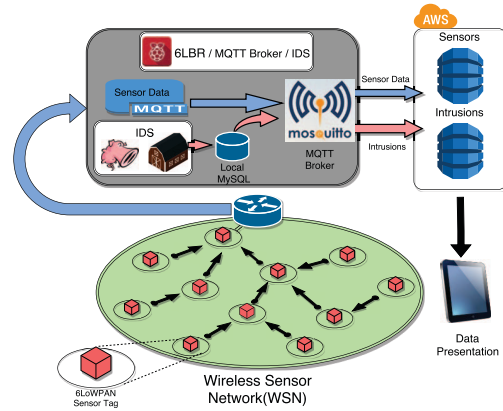 AWS
6LBR / MQTT Broker / IDS
Sensors
Sensor Data
MQTT
Sensor Data
Intrusions
IDS
mosquitto
Local
MySQL
MQTT
Broker
Intrusions
Data
Presentation
6LoWPAN
Sensor Tag
Wireless Sensor
Network(WSN)